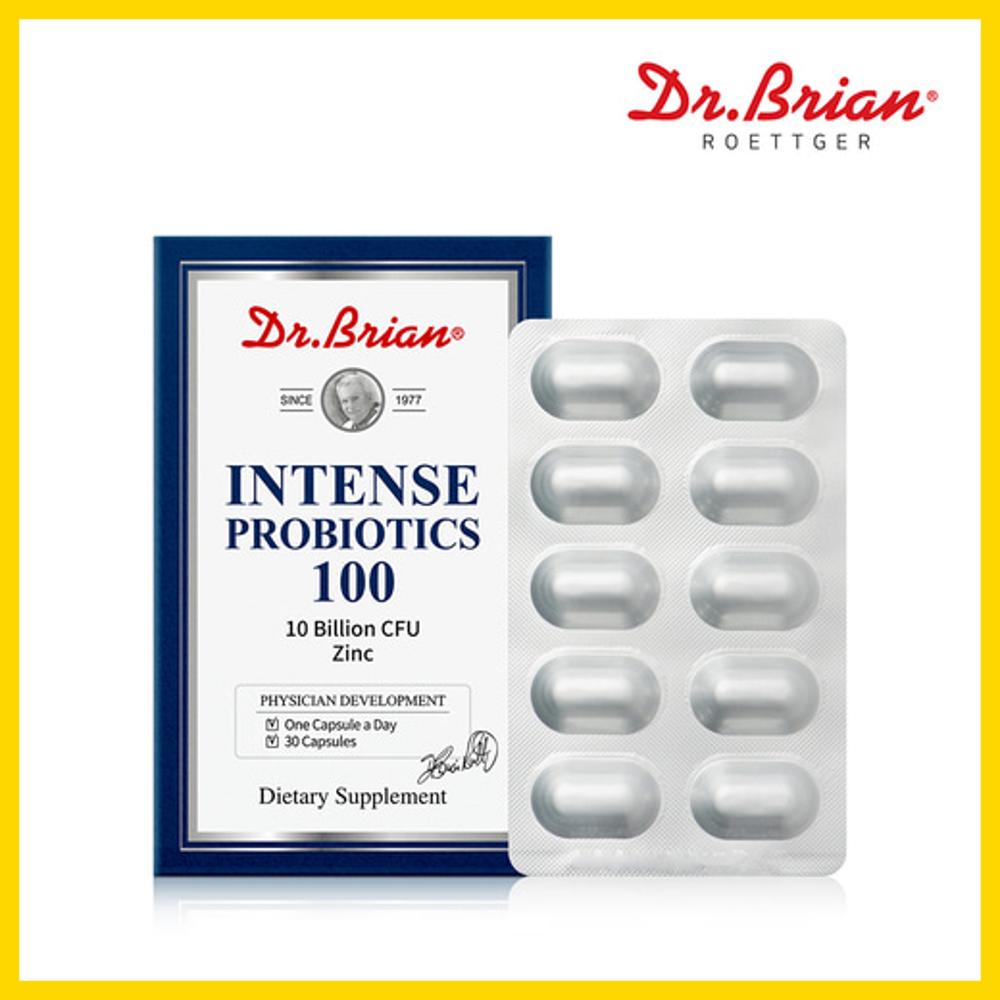 Dr.Brian®
ROETTGER
Dr.Brian®
SINCE 1977
INTENSE
PROBIOTICS
100
10 Billion CFU
Zinc
PHYSICIAN DEVELOPMENT
One Capsule a Day
30 Capsules
Dietary Supplement